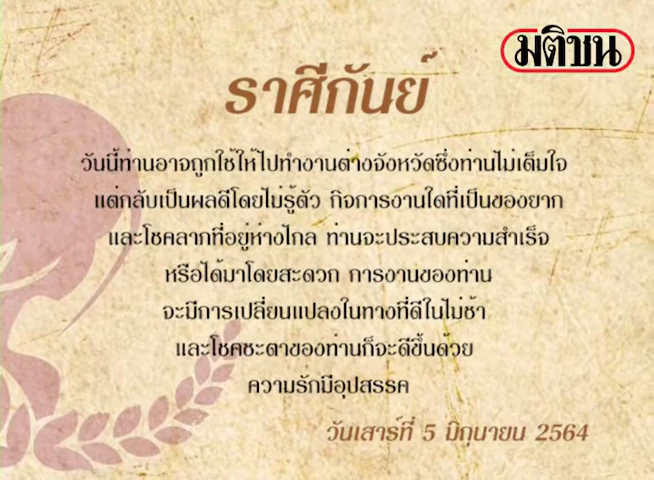 มติชน
ราศีกันย์
วันนี้ท่านอาจถูกใช้ให้ไปทำงานต่างจังหวัดซึ่งท่านไม่เต็มใจ
แต่กลับเป็นผลดีโดยไม่รู้ตัว กิจการงานใดที่เป็นของยาก
และโชคลาภที่อยู่ห่างไกล ท่านจะประสบความสำเร็จ
หรือได้มาโดยสะดวก การงานของท่าน
จะมีการเปลี่ยนแปลงในทางที่ดีในไม่ช้า
และโชคชะตาของท่านก็จะดีขึ้นด้วย
ความรักมีอุปสรรค
วันเสาร์ที่ 5 มิถุนายน 2564